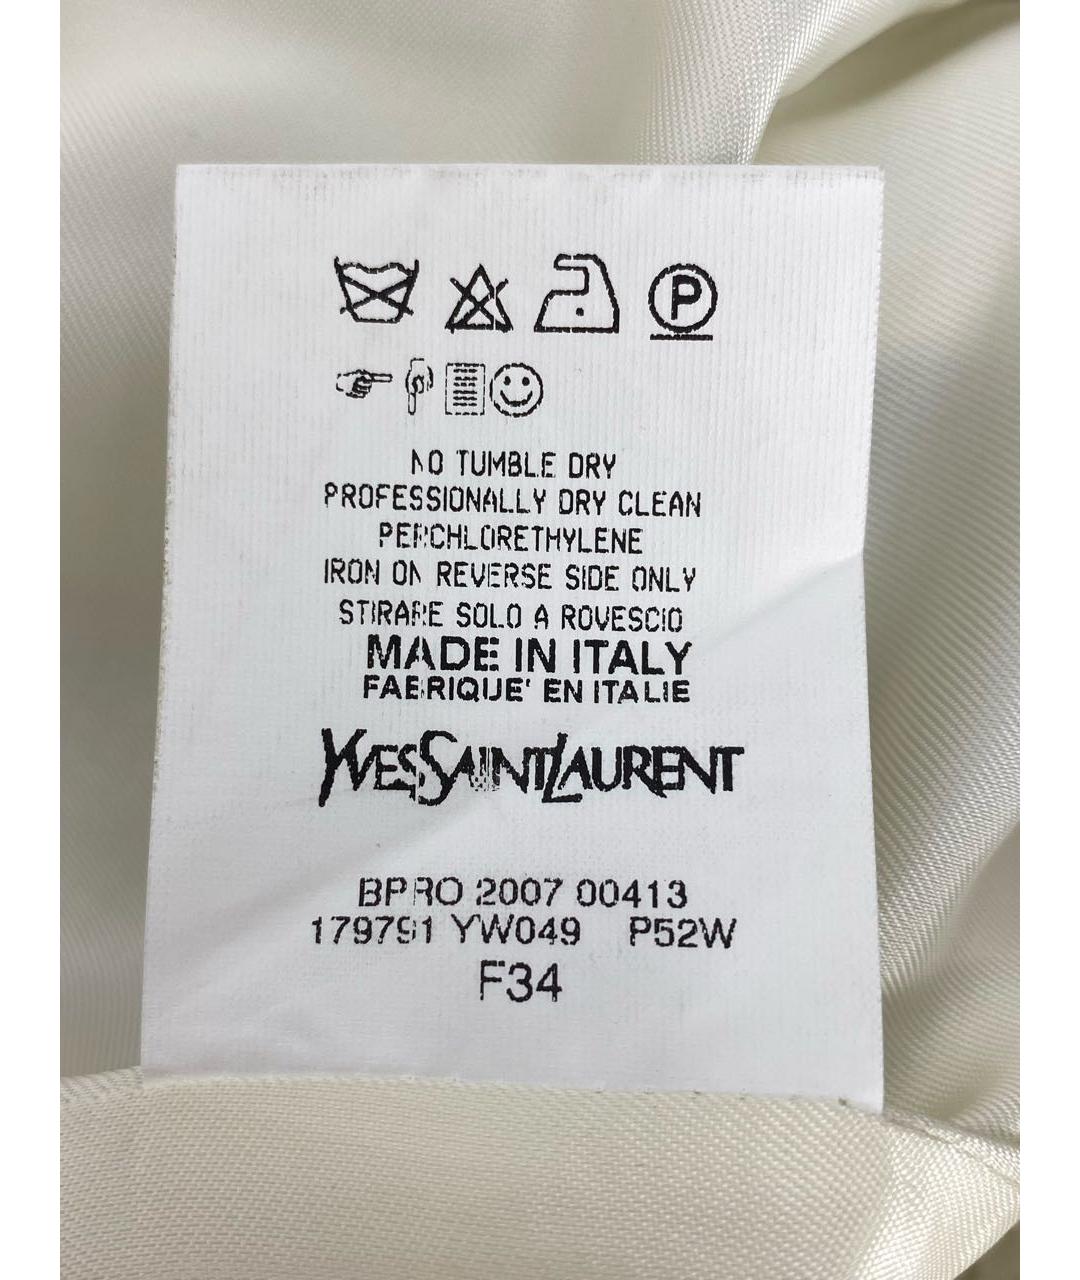 P
NO TUMBLE DRY
PROFESSIONALLY DRY CLEAN
PERCHLORETHYLENE
IRON ON REVERSE SIDE ONLY
STIRARE SOLO A ROVESCIO
MADE IN ITALY
FABRIQUE' EN ITALIE
YVESSAINTLAURENT
BPRO 2007 00413
179791 YW049 P52W
F34